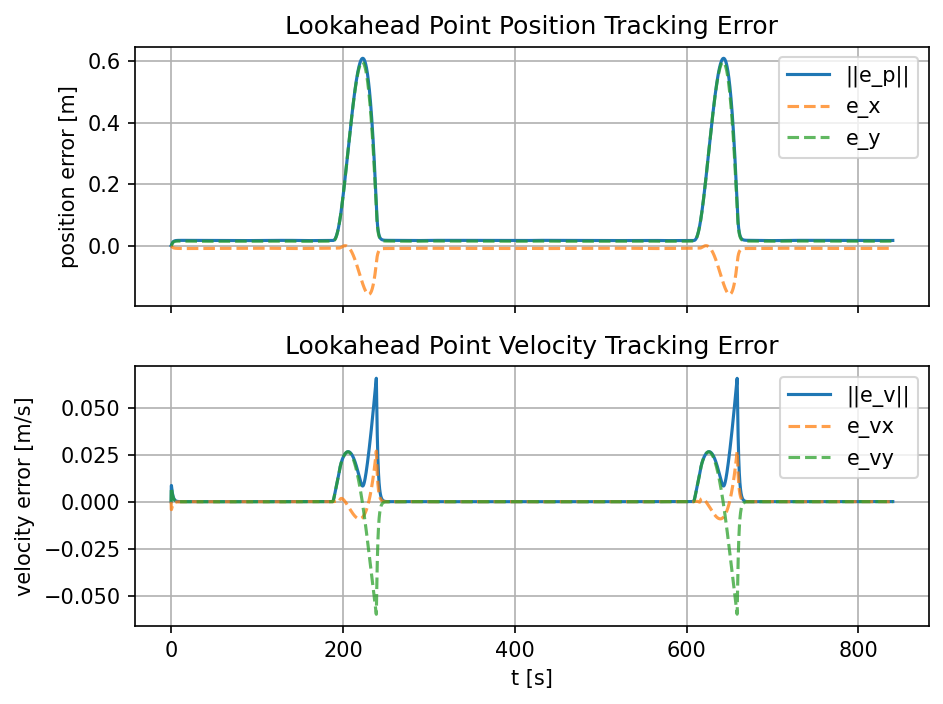 Lookahead Point Position Tracking Error
position error [m]
0.6
0.4
0.2
0.0
||e_p||
e_x
e_y
Lookahead Point Velocity Tracking Error
velocity error [m/s]
0.050
0.025
0.000
−0.025
−0.050
||e_v||
e_vx
e_vy
0 200 400 600 800
t [s]